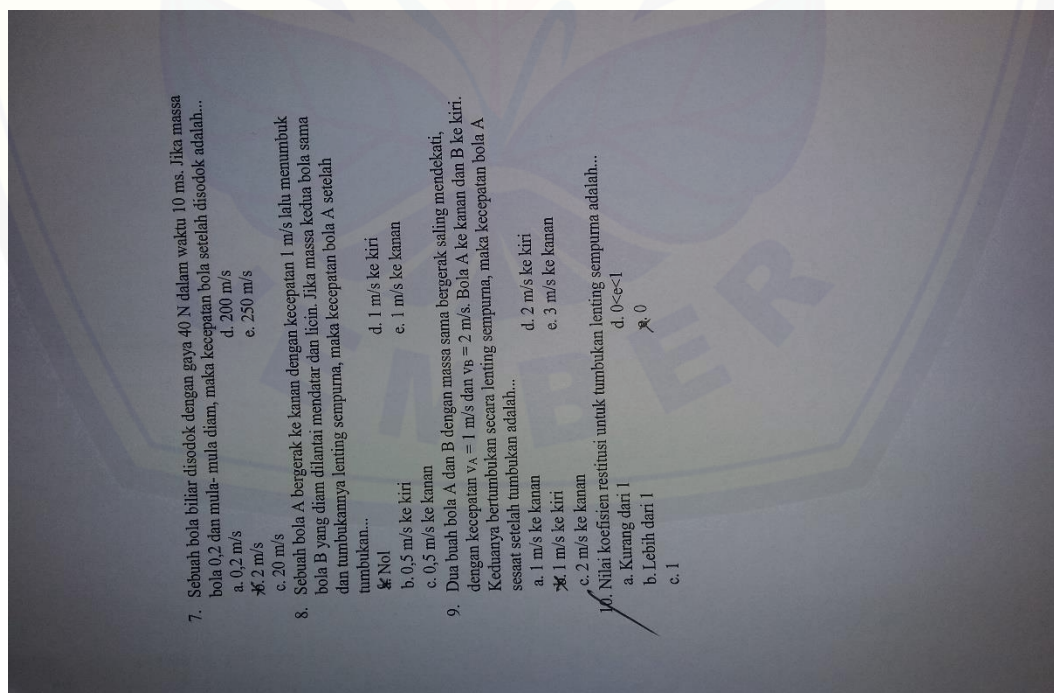 7. Sebuah bola biliar disodok dengan gaya 40 N dalam waktu 10 ms. Jika massa
bola 0,2 dan mula- mula diam, maka kecepatan bola setelah disodok adalah...
a. 0,2 m/s
d. 200 m/s
b. 2 m/s
e. 250 m/s
c. 20 m/s
8. Sebuah bola A bergerak ke kanan dengan kecepatan 1 m/s lalu menumbuk
bola B yang diam dilantai mendatar dan licin. Jika massa kedua bola sama
dan tumbukannya lenting sempurna, maka kecepatan bola A setelah
tumbukan...
a. Nol
d. 1 m/s ke kiri
b. 0,5 m/s ke kiri
e. 1 m/s ke kanan
c. 0,5 m/s ke kanan
9. Dua buah bola A dan B dengan massa sama bergerak saling mendekati,
dengan kecepatan vA = 1 m/s dan vB = 2 m/s. Bola A ke kanan dan B ke kiri.
Keduanya bertumbukan secara lenting sempurna, maka kecepatan bola A
sesaat setelah tumbukan adalah...
a. 1 m/s ke kanan
d. 2 m/s ke kiri
b. 1 m/s ke kiri
e. 3 m/s ke kanan
c. 2 m/s ke kanan
10. Nilai koefisien restitusi untuk tumbukan lenting sempurna adalah...
a. Kurang dari 1
d. 0<e<1
b. Lebih dari 1
e. 0
c. 1
EMBER